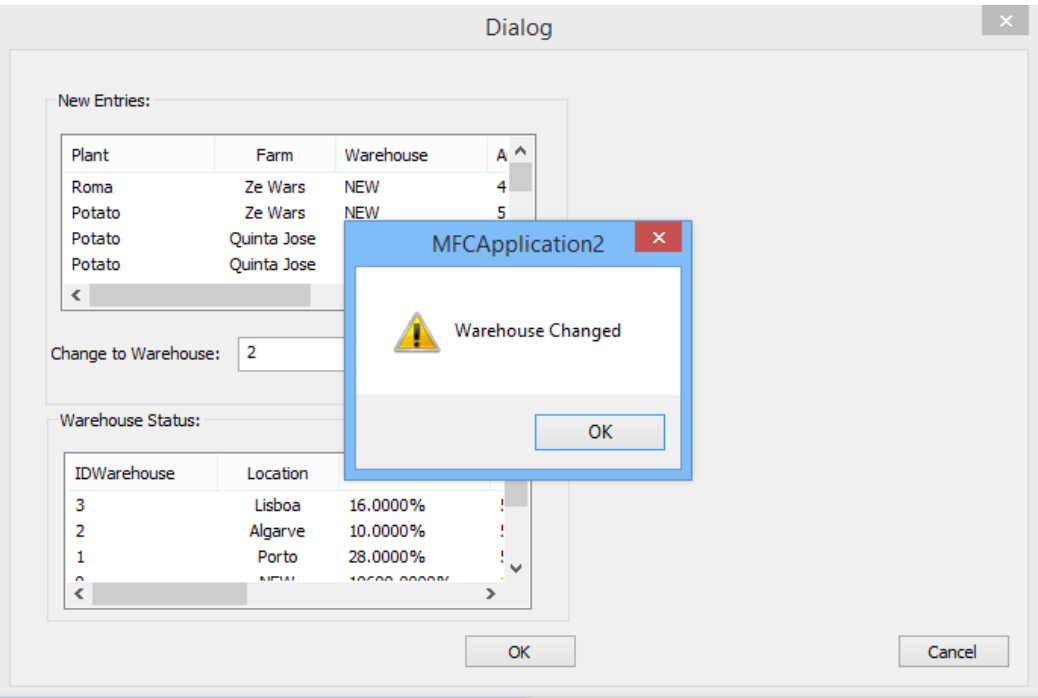 Dialog
New Entries:
Plant Farm Warehouse
Roma Ze Wars NEW 4
Potato Ze Wars NEW 5
Potato Quinta Jose
Potato Quinta Jose
MFCApplication2
Warehouse Changed
OK
Change to Warehouse: 2
Warehouse Status:
IDWarehouse Location
3 Lisboa 16.0000%
2 Algarve 10.0000%
1 Porto 28.0000%
OK Cancel